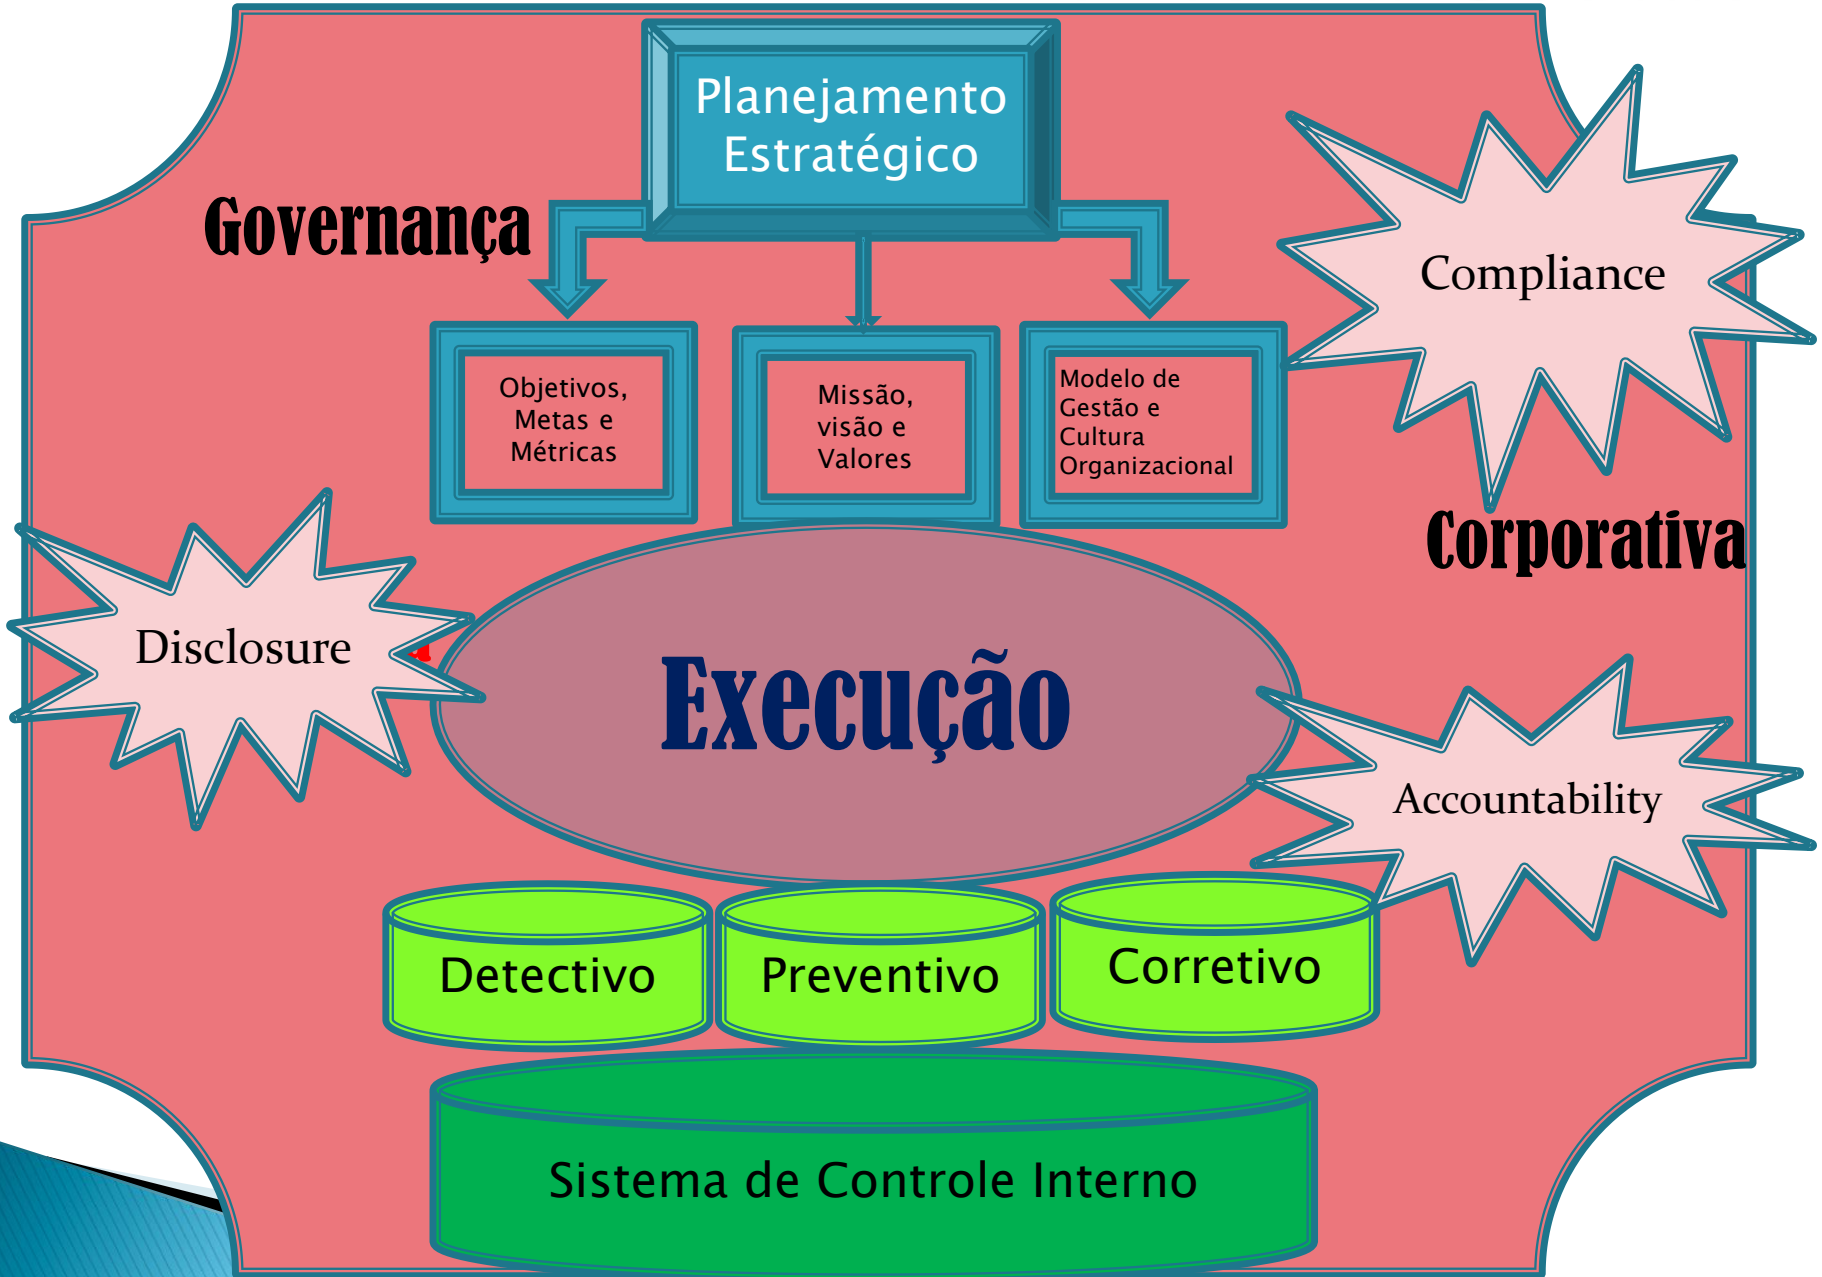 Planejamento
Estratégico
Governança
Compliance
Objetivos,
Metas e
Métricas
Missão,
visão e
Valores
Modelo de
Gestão e
Cultura
Organizacional
Corporativa
Disclosure
Execução
Accountability
Detectivo
Preventivo
Corretivo
Sistema de Controle Interno